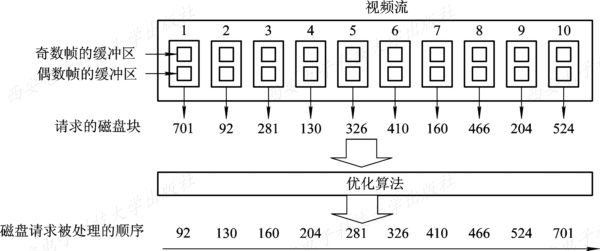 视频流
1 2 3 4 5 6 7 8 9 10
奇数帧的缓冲区
偶数帧的缓冲区
请求的磁盘块 701 92 281 130 326 410 160 466 204 524
优化算法
磁盘请求被处理的顺序 92 130 160 204 281 326 410 466 524 701